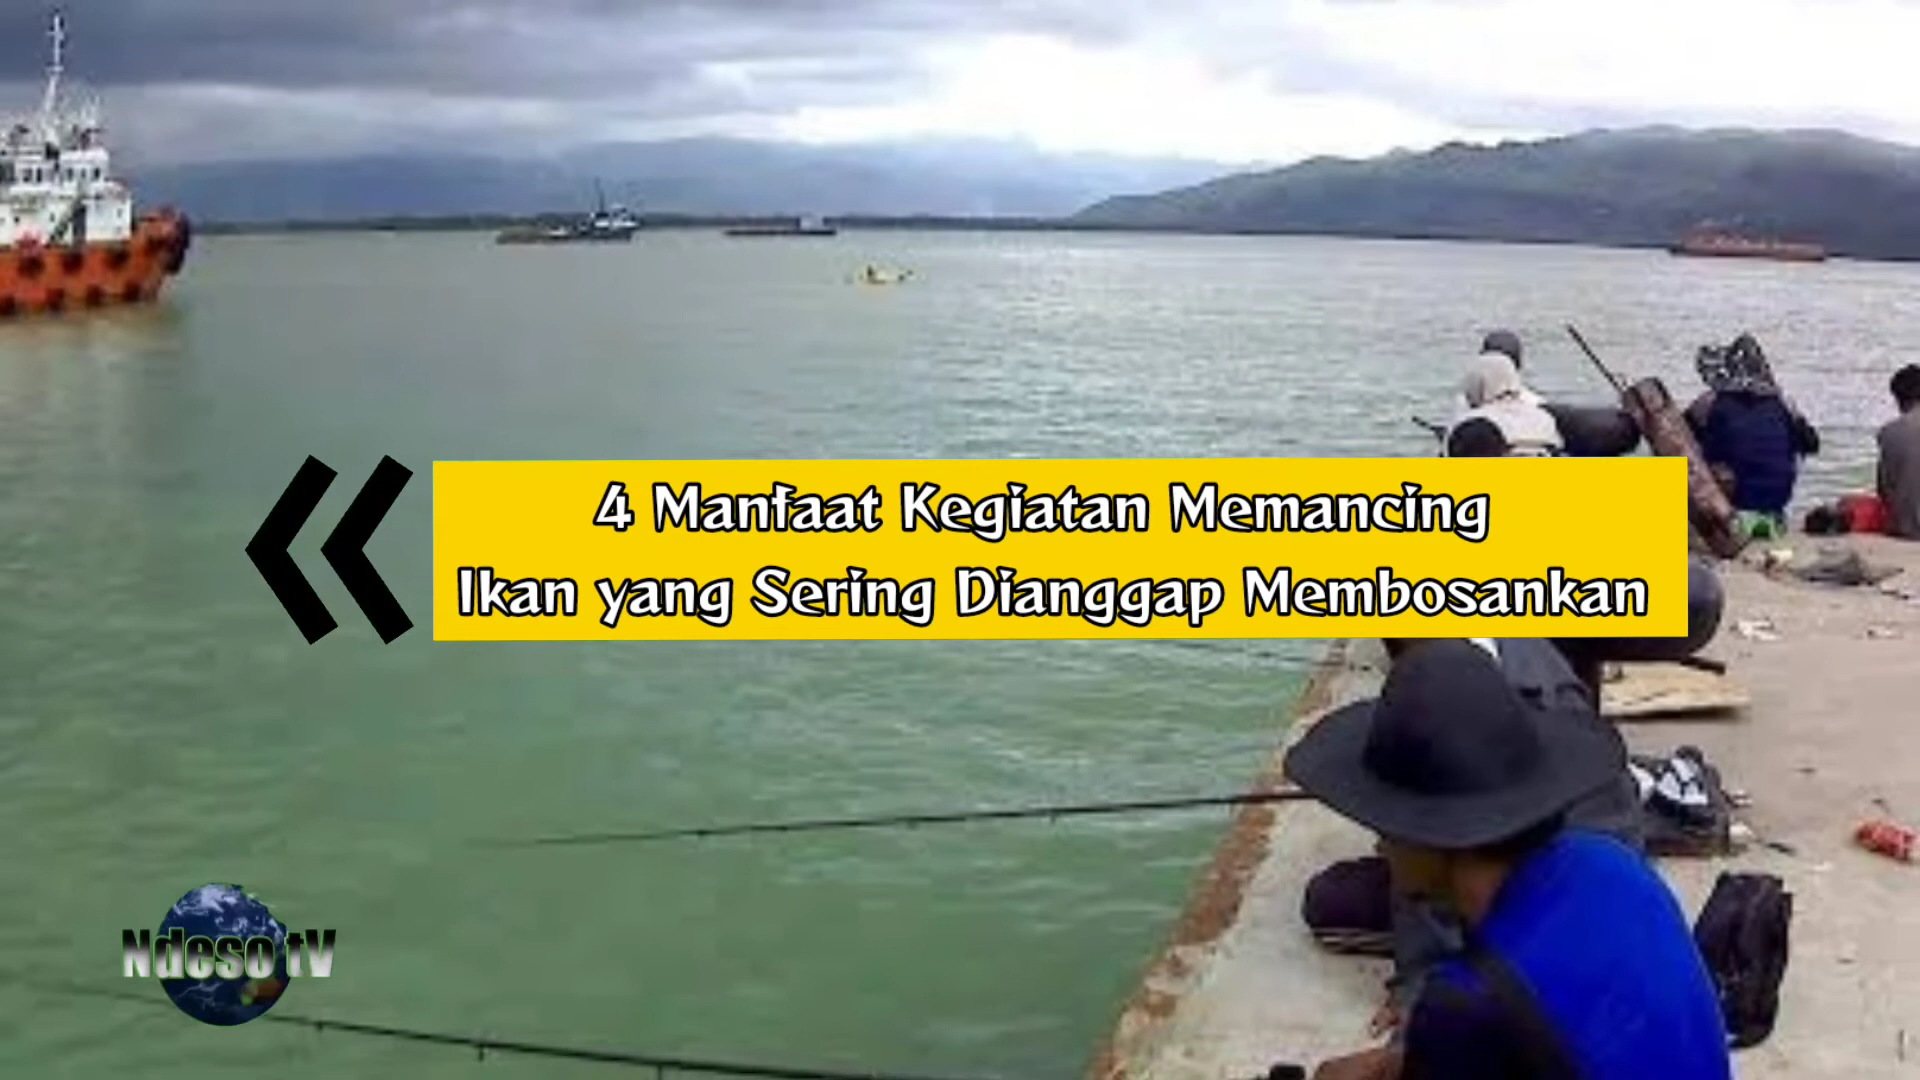 4 Manfaat Kegiatan Memancing
Ikan yang Sering Dianggap Membosankan
Ndeso tV